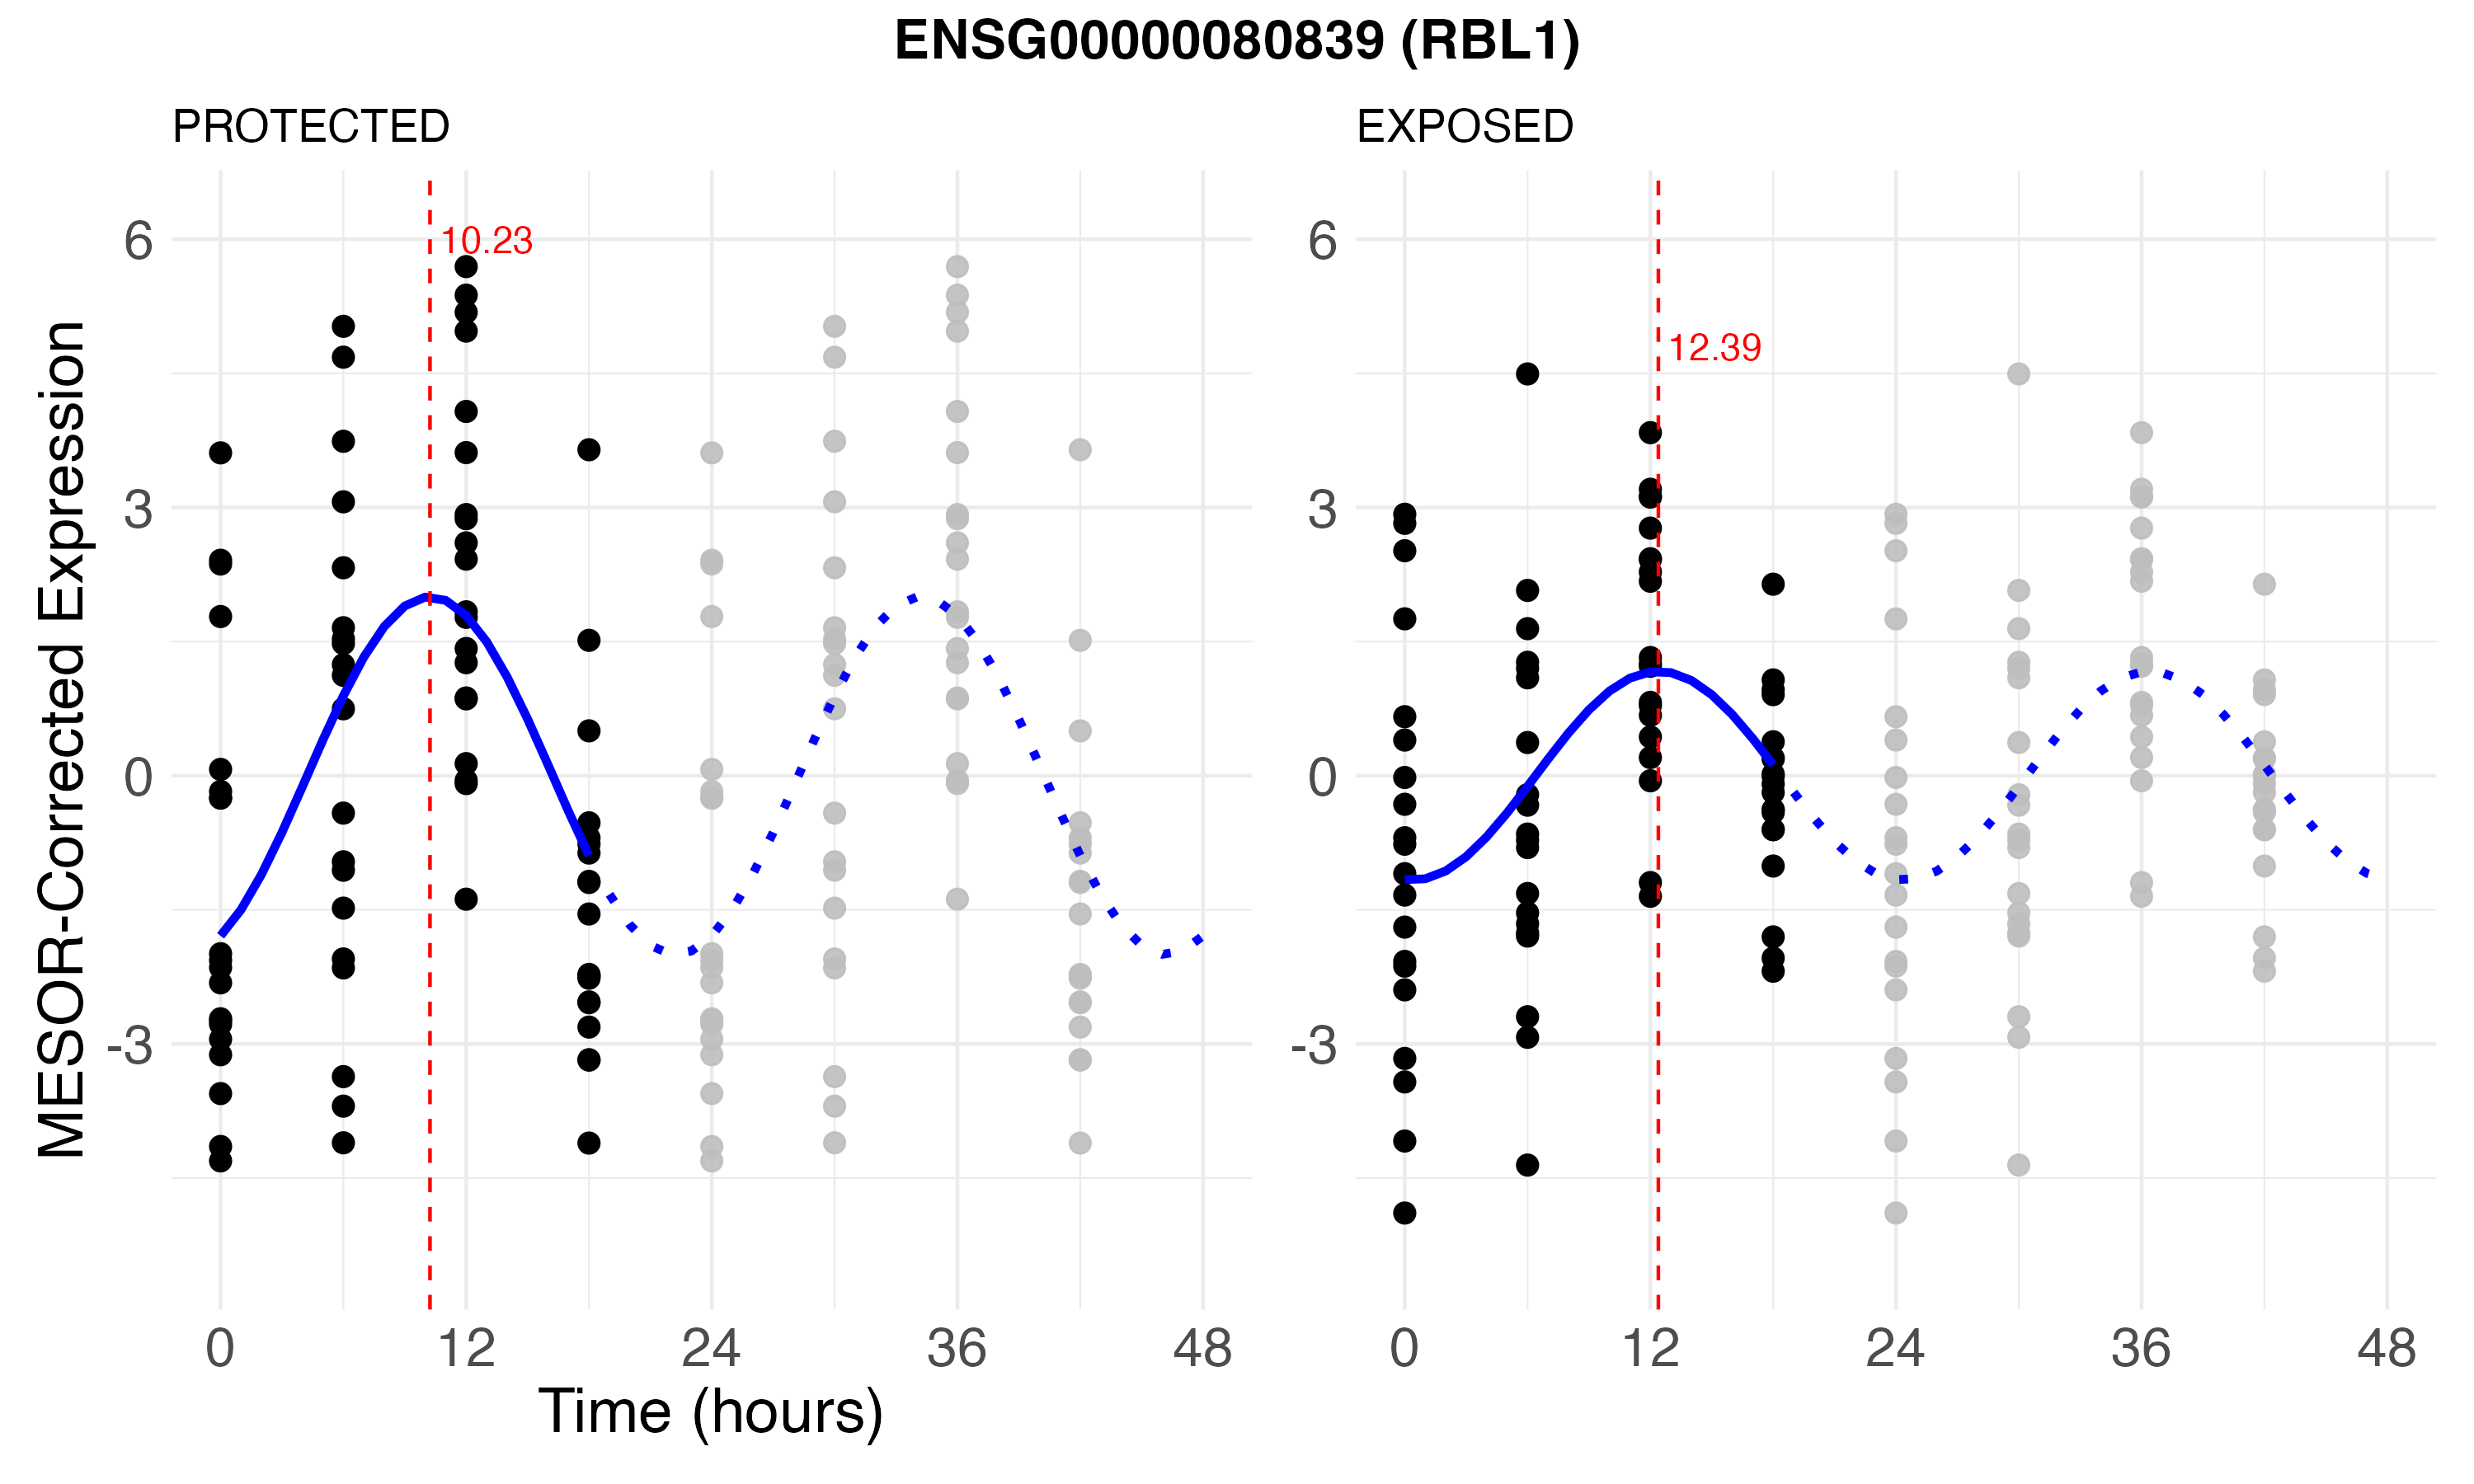 ENSG00000080839 (RBL1)
PROTECTED
EXPOSED
MESOR-Corrected Expression
6
3
0
-3
10.23
6
3
0
-3
12.39
0 12 24 36 48
0 12 24 36 48
Time (hours)